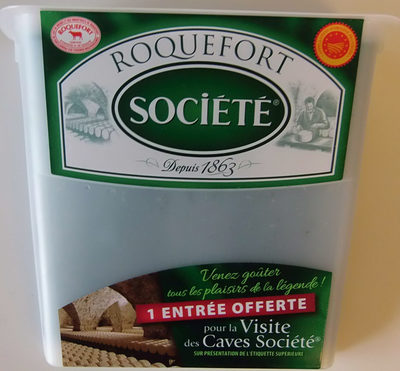 ROQUEFORT
ROQUEFORT
SOCIÉTÉ®
Depuis 1863
Venez goûter
tous les plaisirs de la légende !
1 ENTRÉE OFFERTE
pour la Visite
des Caves Société®
SUR PRÉSENTATION DE L'ÉTIQUETTE SUPÉRIEURE